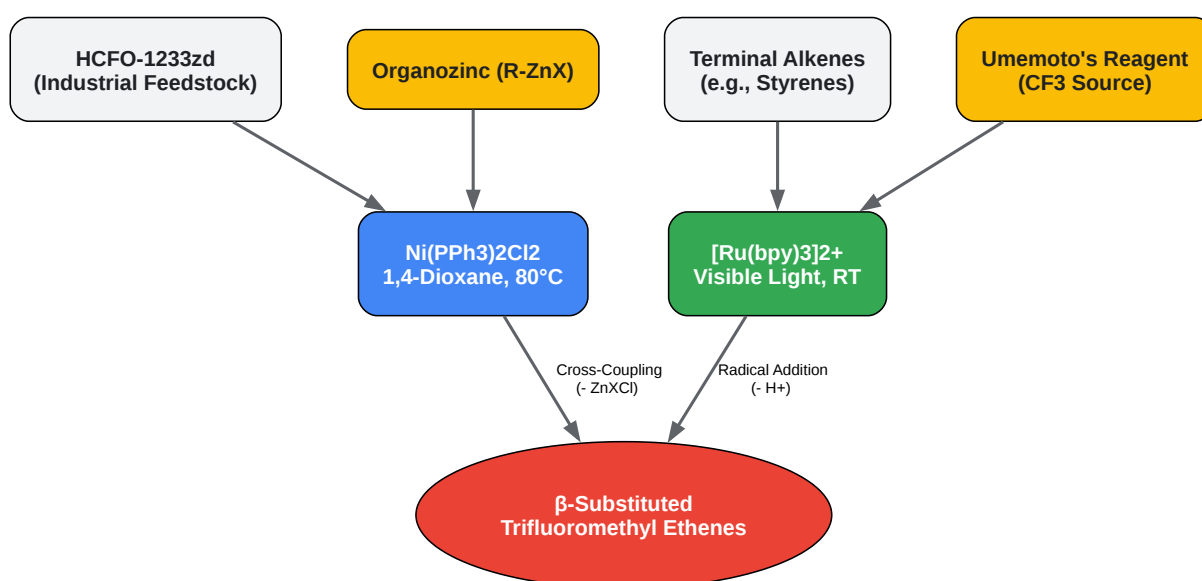 HCFO-1233zd
(Industrial Feedstock)
Organozinc (R-ZnX)
Terminal Alkenes
(e.g., Styrenes)
Umemoto's Reagent
(CF3 Source)
Ni(PPh3)2Cl2
1,4-Dioxane, 80°C
[Ru(bpy)3]2+
Visible Light, RT
Cross-Coupling
(- ZnXCl)
Radical Addition
(- H+)
β-Substituted
Trifluoromethyl Ethenes